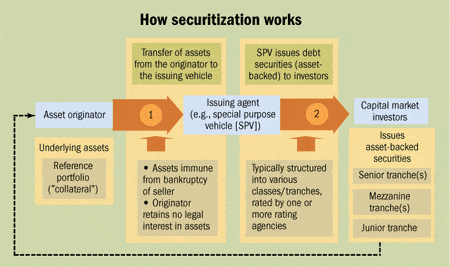 How securitization works
Transfer of assets
from the originator to
the issuing vehicle
SPV issues debt
securities (asset-
backed) to investors
Asset originator
1
Issuing agent
(e.g., special purpose
vehicle [SPV])
2
Capital market
investors
Underlying assets
Reference
portfolio
("collateral")
• Assets immune
from bankruptcy
of seller
• Originator
retains no legal
interest in assets
Typically structured
into various
classes/tranches,
rated by one or
more rating
agencies
Issues
asset-backed
securities
Senior tranche(s)
Mezzanine
tranche(s)
Junior tranche